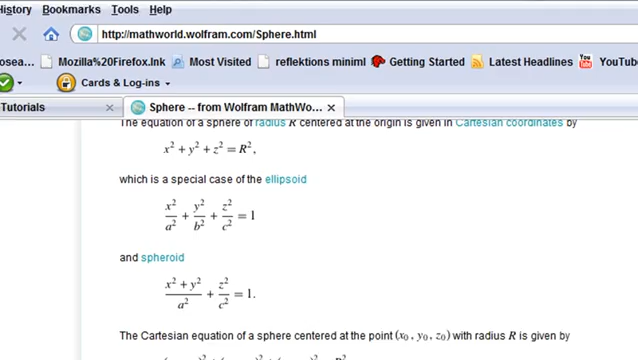 History Bookmarks Tools Help
http://mathworld.wolfram.com/Sphere.html
osea... Mozilla%20Firefox.lnk Most Visited reflektions miniml Getting Started Latest Headlines YouTube
Cards & Log-ins
Tutorials Sphere -- from Wolfram MathWo...
The equation of a sphere of radius R centered at the origin is given in Cartesian coordinates by
x² + y² + z² = R²,
which is a special case of the ellipsoid
x²/a² + y²/b² + z²/c² = 1
and spheroid
(x² + y²)/a² + z²/c² = 1.
The Cartesian equation of a sphere centered at the point (x₀, y₀, z₀) with radius R is given by